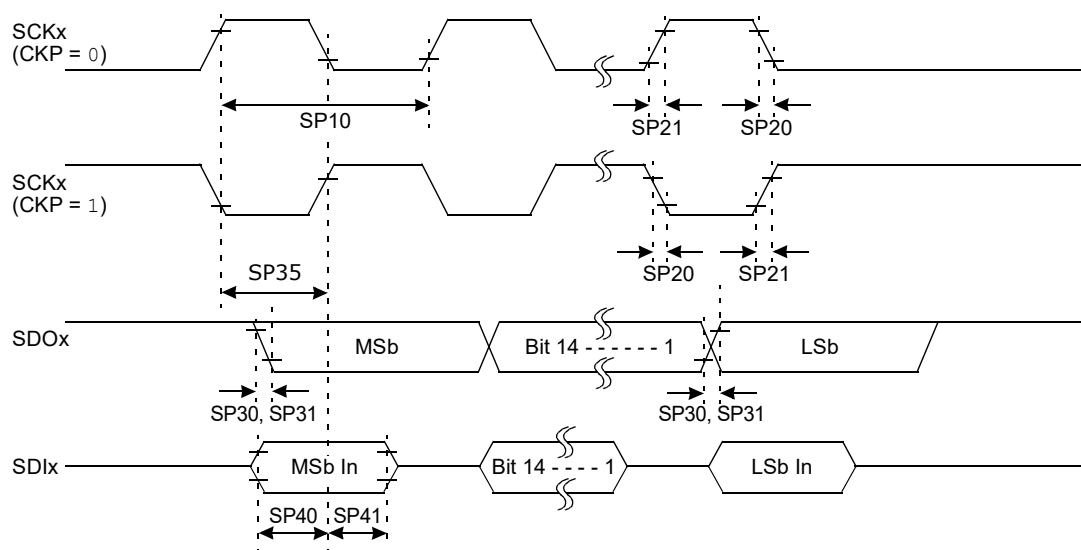 SCKx
(CKP = 0)
SP10
SP21
SP20
SCKx
(CKP = 1)
SP20
SP21
SP35
SDOx
MSb
Bit 14 - - - - - - 1
LSb
SP30, SP31
SP30, SP31
SDIx
MSb In
Bit 14 - - - - 1
LSb In
SP40
SP41